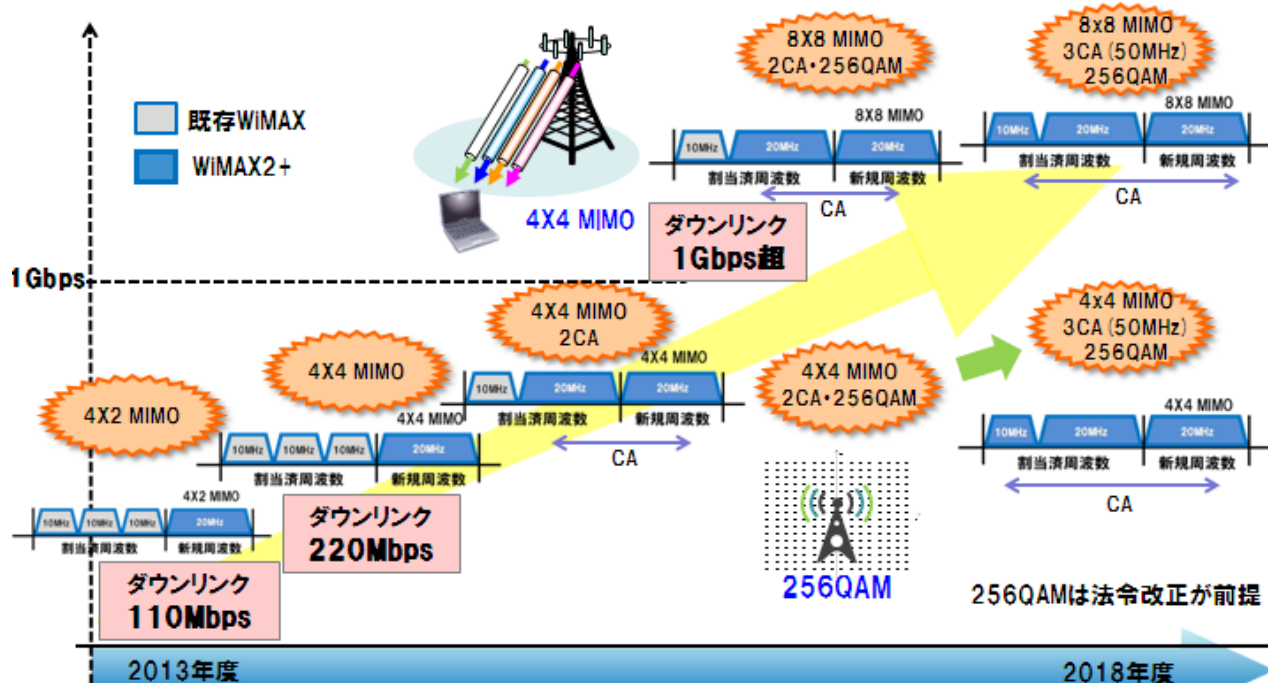 既存WiMAX
WiMAX2+
4X4 MIMO
8X8 MIMO
2CA・256QAM
8X8 MIMO
10MHz
20MHz
20MHz
割当済周波数
新規周波数
CA
ダウンリンク
1Gbps超
8x8 MIMO
3CA(50MHz)
256QAM
8X8 MIMO
10MHz
20MHz
20MHz
割当済周波数
新規周波数
CA
1Gbps
4X2 MIMO
4X2 MIMO
10MHz
10MHz
10MHz
20MHz
割当済周波数
新規周波数
ダウンリンク
110Mbps
4X4 MIMO
4X4 MIMO
10MHz
10MHz
10MHz
20MHz
割当済周波数
新規周波数
ダウンリンク
220Mbps
4X4 MIMO
2CA
4X4 MIMO
10MHz
20MHz
20MHz
割当済周波数
新規周波数
CA
4X4 MIMO
2CA・256QAM
256QAM
4x4 MIMO
3CA(50MHz)
256QAM
4X4 MIMO
10MHz
20MHz
20MHz
割当済周波数
新規周波数
CA
256QAMは法令改正が前提
2013年度
2018年度